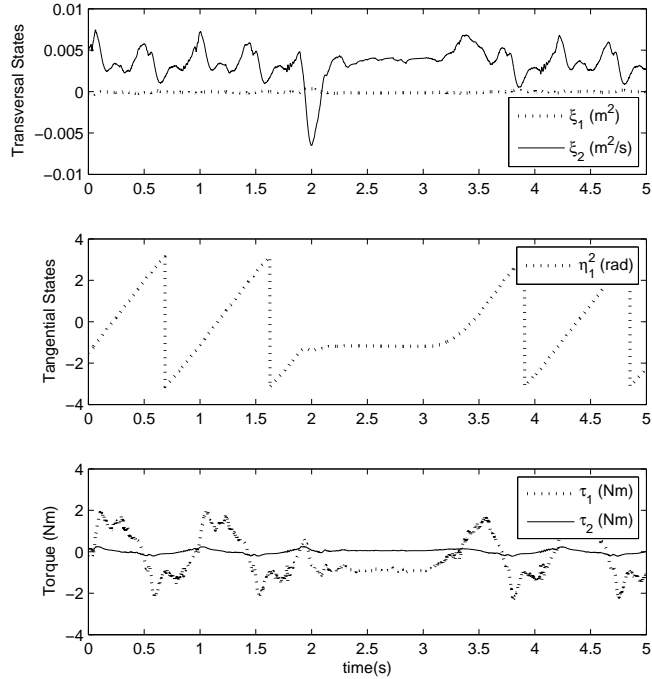 0.01
0.005
0
−0.005
−0.01
Transversal States
ξ1 (m²)
ξ2 (m²/s)
0 0.5 1 1.5 2 2.5 3 3.5 4 4.5 5
4
2
0
−2
−4
Tangential States
η₁² (rad)
0 0.5 1 1.5 2 2.5 3 3.5 4 4.5 5
4
2
0
−2
−4
Torque (Nm)
τ1 (Nm)
τ2 (Nm)
0 0.5 1 1.5 2 2.5 3 3.5 4 4.5 5
time(s)